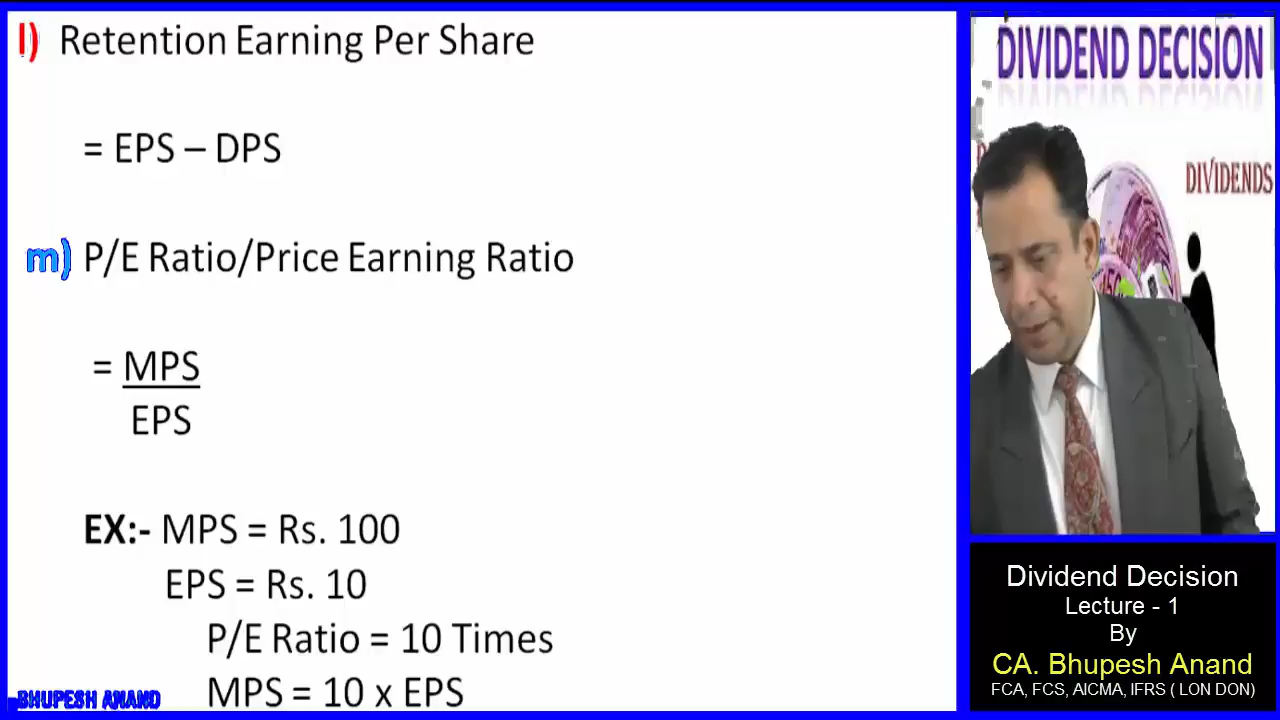 l) Retention Earning Per Share
= EPS – DPS
m) P/E Ratio/Price Earning Ratio
= MPS
EPS
EX:- MPS = Rs. 100
EPS = Rs. 10
P/E Ratio = 10 Times
MPS = 10 x EPS
BHUPESH ANAND
DIVIDEND DECISION
DIVIDENDS
Dividend Decision
Lecture - 1
By
CA. Bhupesh Anand
FCA, FCS, AICMA, IFRS ( LON DON)